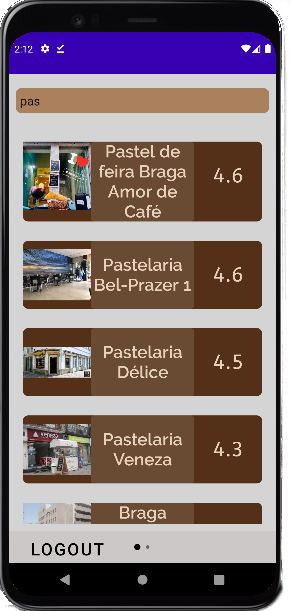 2:12
pas
Pastel de
feira Braga
Amor de
Café
4.6
Pastelaria
Bel-Prazer 1
4.6
Pastelaria
Délice
4.5
Pastelaria
Veneza
4.3
Braga
LOGOUT